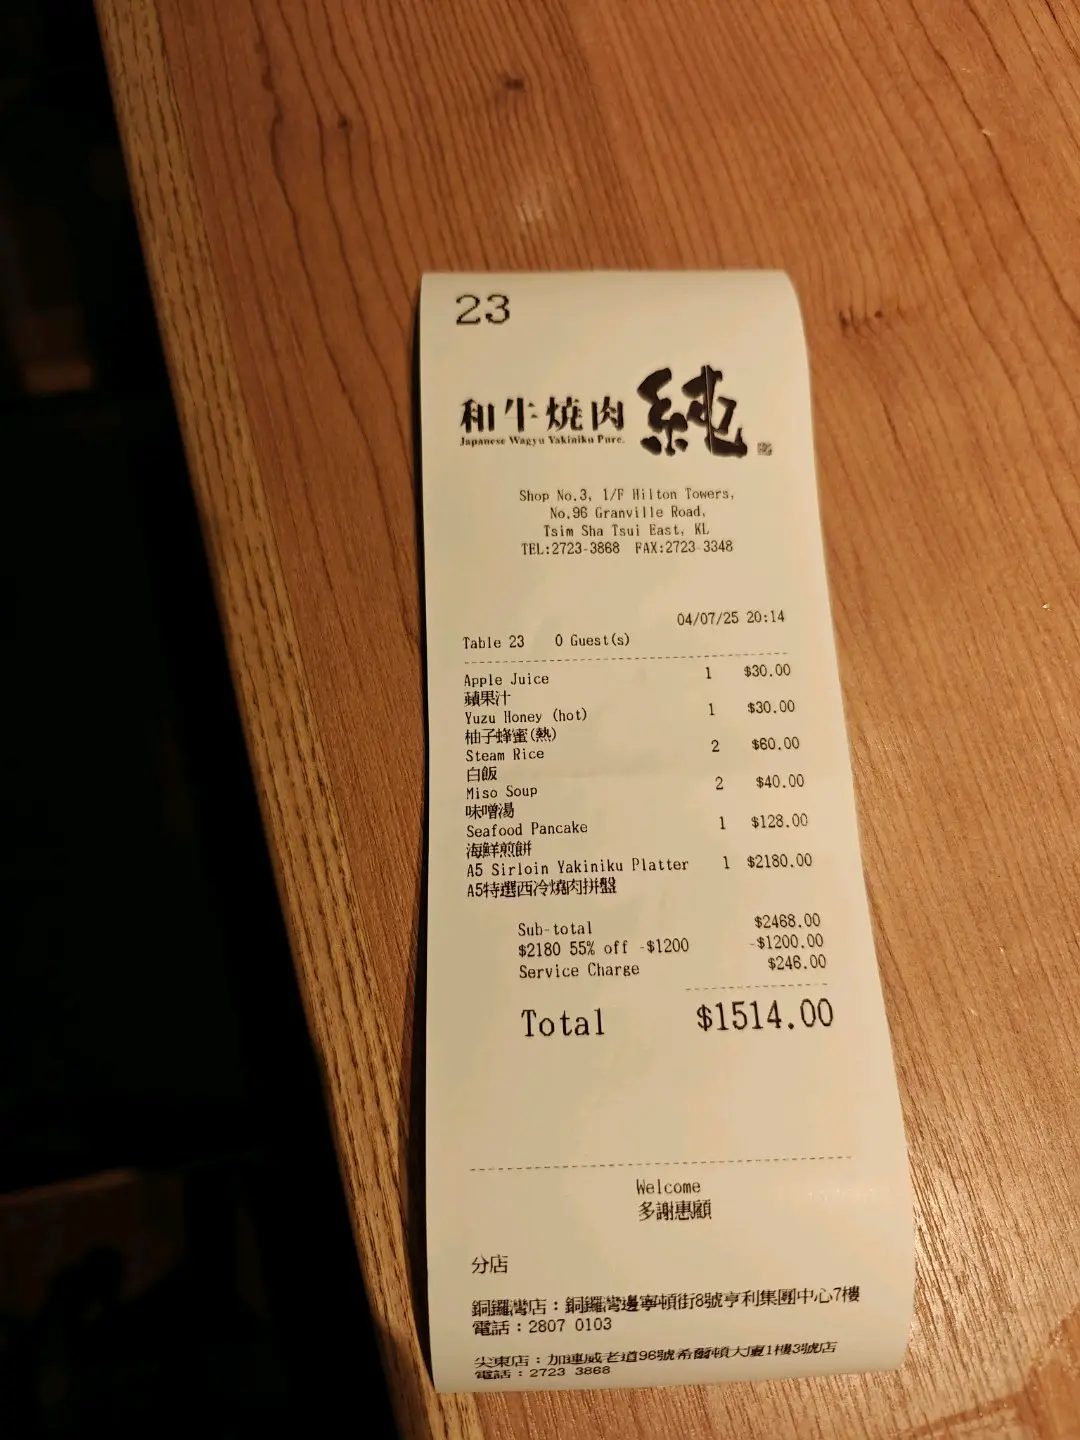 23
和牛燒肉 純
Japanese Wagyu Yakiniku Pure.
Shop No.3, 1/F Hilton Towers,
No.96 Granville Road,
Tsim Sha Tsui East, KL
TEL:2723-3868 FAX:2723-3348
04/07/25 20:14
Table 23 0 Guest(s)
Apple Juice 1 $30.00
蘋果汁
Yuzu Honey (hot) 1 $30.00
柚子蜂蜜(熱)
Steam Rice 2 $60.00
白飯
Miso Soup 2 $40.00
味噌湯
Seafood Pancake 1 $128.00
海鮮煎餅
A5 Sirloin Yakiniku Platter 1 $2180.00
A5特選西冷燒肉拼盤
Sub-total $2468.00
$2180 55% off -$1200 -$1200.00
Service Charge $246.00
Total $1514.00
Welcome
多謝惠顧
分店
銅鑼灣店：銅鑼灣邊寧頓街8號亨利集團中心7樓
電話：2807 0103
尖東店：加連威老道96號希爾頓大廈1樓3號店
電話：2723 3868